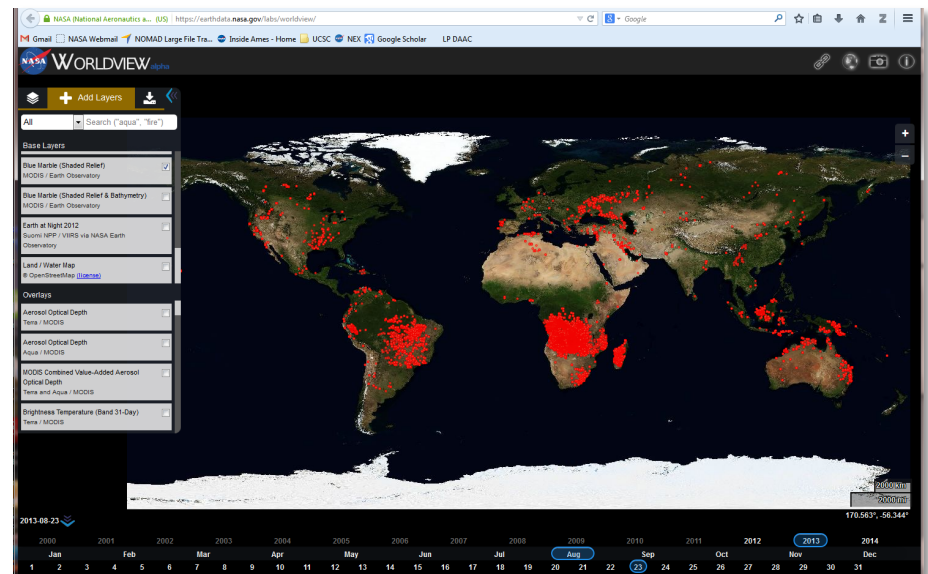 NASA (National Aeronautics a... (US) https://earthdata.nasa.gov/labs/worldview/ Google
Gmail NASA Webmail NOMAD Large File Tra... Inside Ames - Home UCSC NEX Google Scholar LP DAAC
NASA WORLDVIEW alpha
Add Layers
All Search ("aqua", "fire")
Base Layers
Blue Marble (Shaded Relief)
MODIS / Earth Observatory
Blue Marble (Shaded Relief & Bathymetry)
MODIS / Earth Observatory
Earth at Night 2012
Suomi NPP / VIIRS via NASA Earth
Observatory
Land / Water Map
© OpenStreetMap (license)
Overlays
Aerosol Optical Depth
Terra / MODIS
Aerosol Optical Depth
Aqua / MODIS
MODIS Combined Value-Added Aerosol
Optical Depth
Terra and Aqua / MODIS
Brightness Temperature (Band 31-Day)
Terra / MODIS
+
−
2000 km
2000 mi
170.563°, -56.344°
2013-08-23
2000 2001 2002 2003 2004 2005 2006 2007 2008 2009 2010 2011 2012 2013 2014
Jan Feb Mar Apr May Jun Jul Aug Sep Oct Nov Dec
1 2 3 4 5 6 7 8 9 10 11 12 13 14 15 16 17 18 19 20 21 22 23 24 25 26 27 28 29 30 31